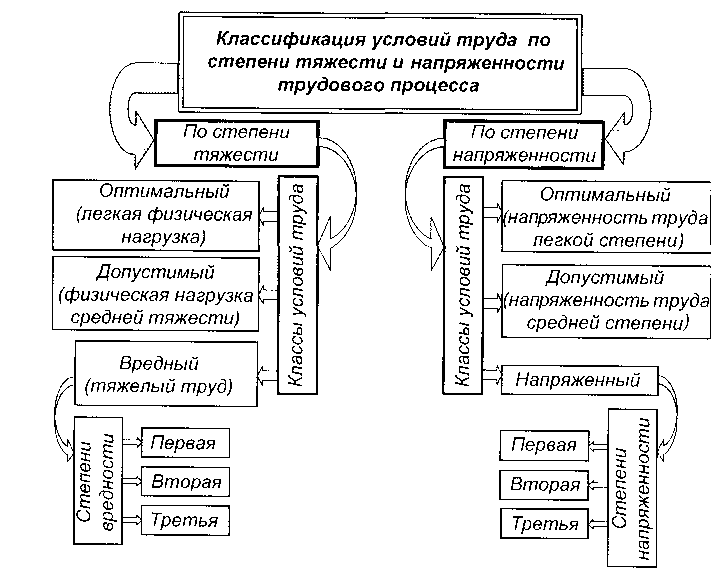 Классификация условий труда по
степени тяжести и напряженности
трудового процесса
По степени
тяжести
По степени
напряженности
Классы условий труда
Оптимальный
(легкая физическая
нагрузка)
Допустимый
(физическая нагрузка
средней тяжести)
Вредный
(тяжелый труд)
Степени
вредности
Первая
Вторая
Третья
Классы условий труда
Оптимальный
(напряженность труда
легкой степени)
Допустимый
(напряженность труда
средней степени)
Напряженный
Степени
напряженности
Первая
Вторая
Третья